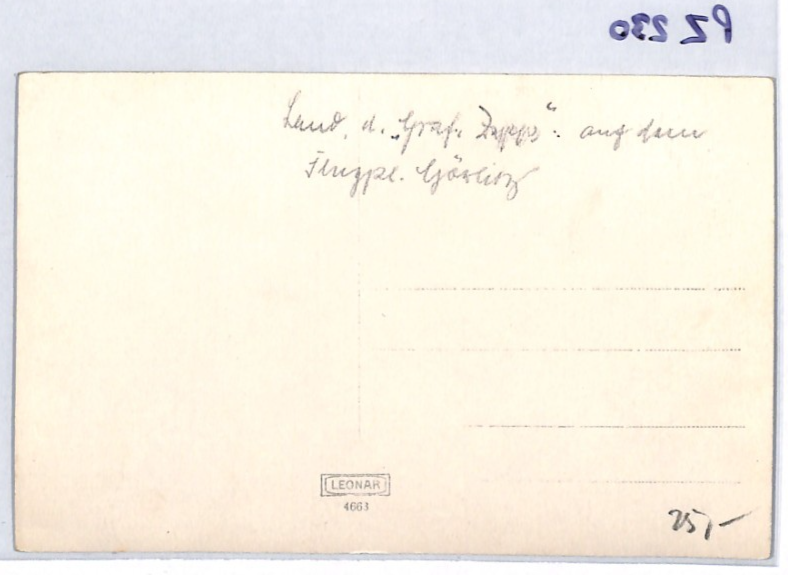 PZ 230
Land. d. „Graf. Zepp“. auf dem
Flugpl. Görlitz
LEONAR
4663
25,-